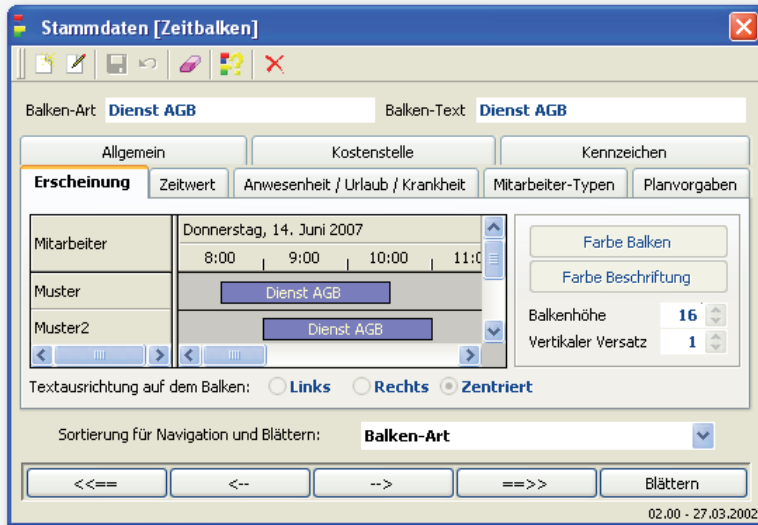 Stammdaten [Zeitbalken]
Balken-Art Dienst AGB Balken-Text Dienst AGB
Allgemein Kostenstelle Kennzeichen
Erscheinung Zeitwert Anwesenheit / Urlaub / Krankheit Mitarbeiter-Typen Planvorgaben
Mitarbeiter
Donnerstag, 14. Juni 2007
8:00 9:00 10:00 11:0
Muster Dienst AGB
Muster2 Dienst AGB
Farbe Balken
Farbe Beschriftung
Balkenhöhe 16
Vertikaler Versatz 1
Textausrichtung auf dem Balken: Links Rechts Zentriert
Sortierung für Navigation und Blättern: Balken-Art
<<== <-- --> ==>> Blättern
02.00 - 27.03.2002